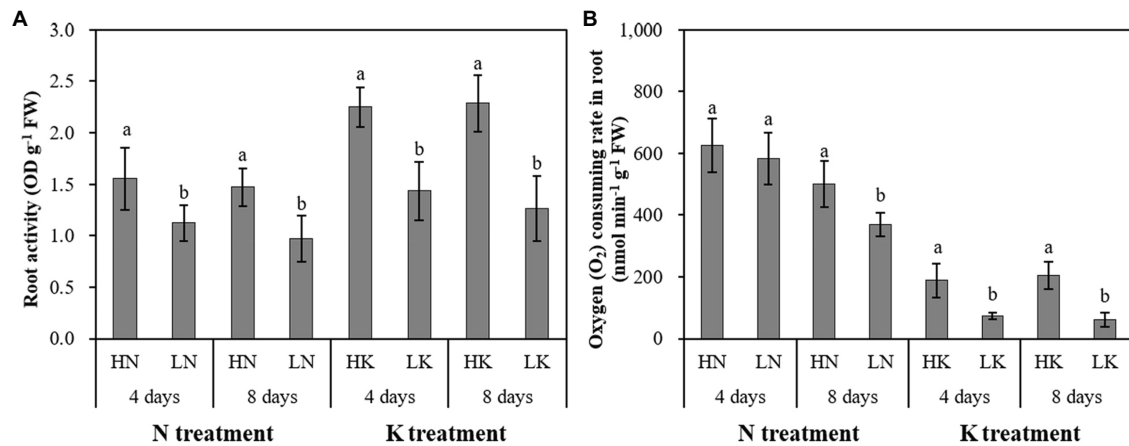 A
Root activity (OD g-1 FW)
3.0
2.5
2.0
1.5
1.0
0.5
0.0
a
b
a
b
a
b
a
b
HN LN HN LN HK LK HK LK
4 days 8 days 4 days 8 days
N treatment K treatment
B
Oxygen (O2) consuming rate in root
(nmol min-1 g-1 FW)
1,000
800
600
400
200
0
a
a
a
b
a
b
a
b
HN LN HN LN HK LK HK LK
4 days 8 days 4 days 8 days
N treatment K treatment